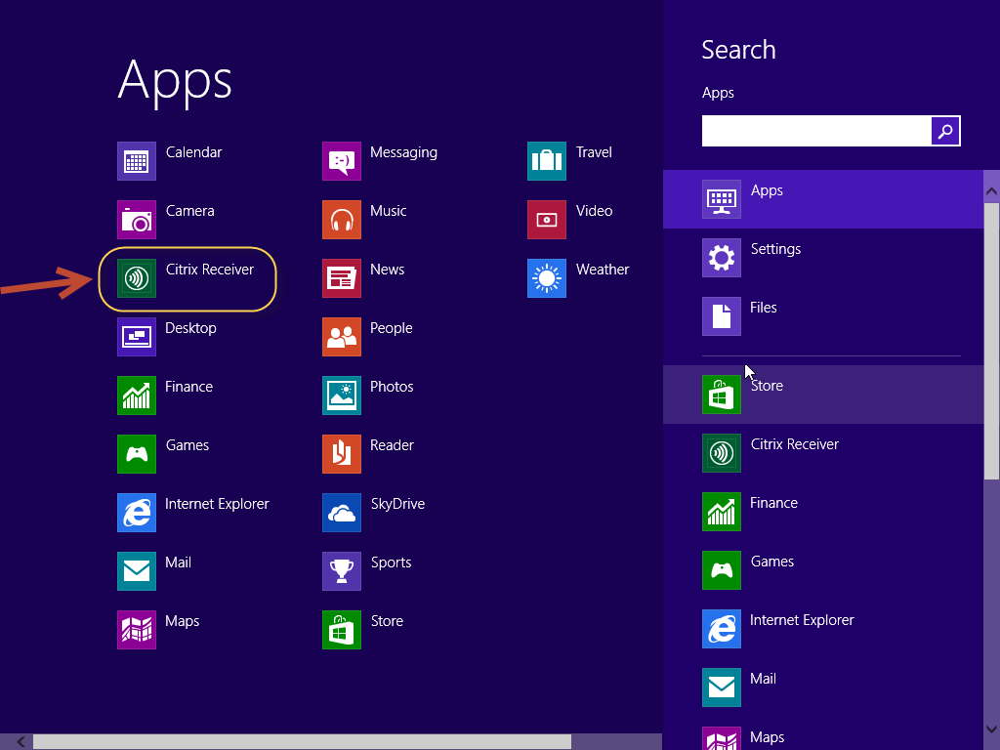 Apps
Calendar
Camera
Citrix Receiver
Desktop
Finance
Games
Internet Explorer
Mail
Maps
Messaging
Music
News
People
Photos
Reader
SkyDrive
Sports
Store
Travel
Video
Weather
Search
Apps
Apps
Settings
Files
Store
Citrix Receiver
Finance
Games
Internet Explorer
Mail
Maps